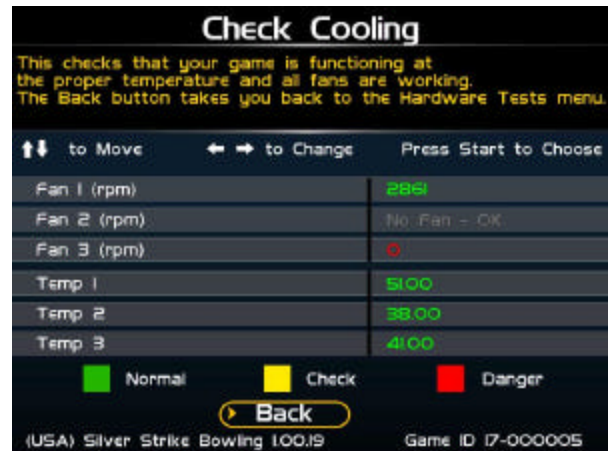 Check Cooling
This checks that your game is functioning at
the proper temperature and all fans are working.
The Back button takes you back to the Hardware Tests menu.
to Move to Change Press Start to Choose
Fan 1 (rpm) 2861
Fan 2 (rpm) No Fan - OK
Fan 3 (rpm) 0
Temp 1 51.00
Temp 2 38.00
Temp 3 41.00
Normal Check Danger
Back
(USA) Silver Strike Bowling 1.00.19 Game ID 17-000005